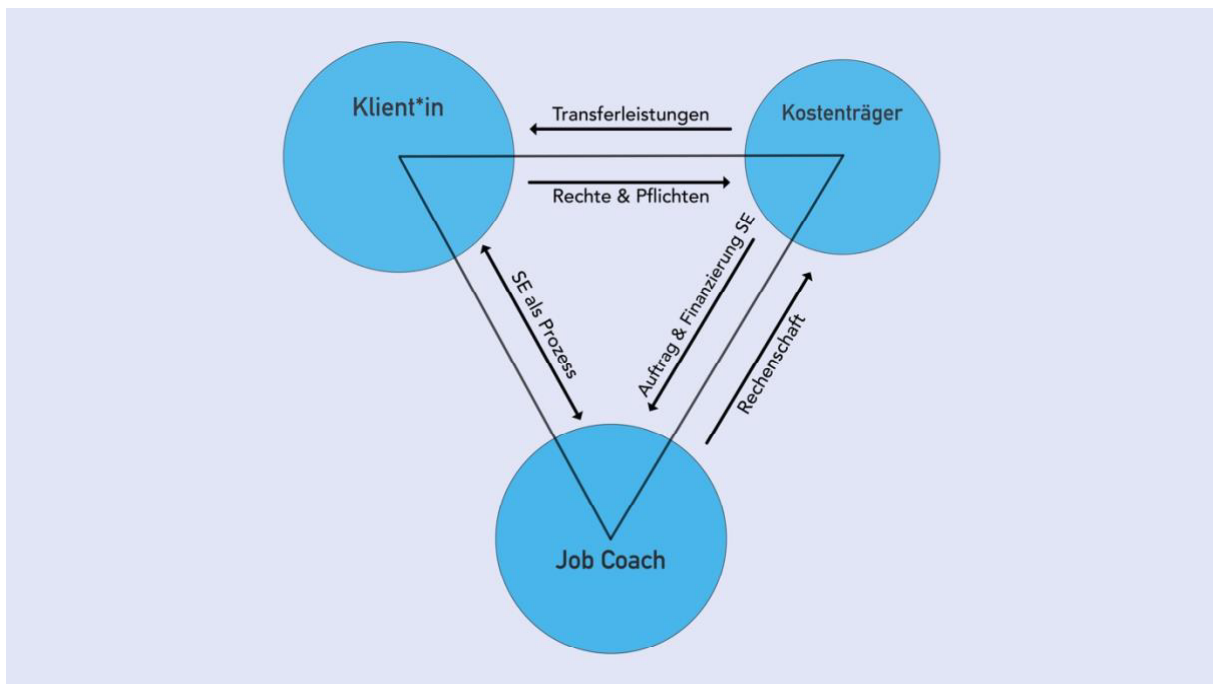 Klient*in
Kostenträger
Transferleistungen
Rechte & Pflichten
SE als Prozess
Auftrag & Finanzierung SE
Rechenschaft
Job Coach